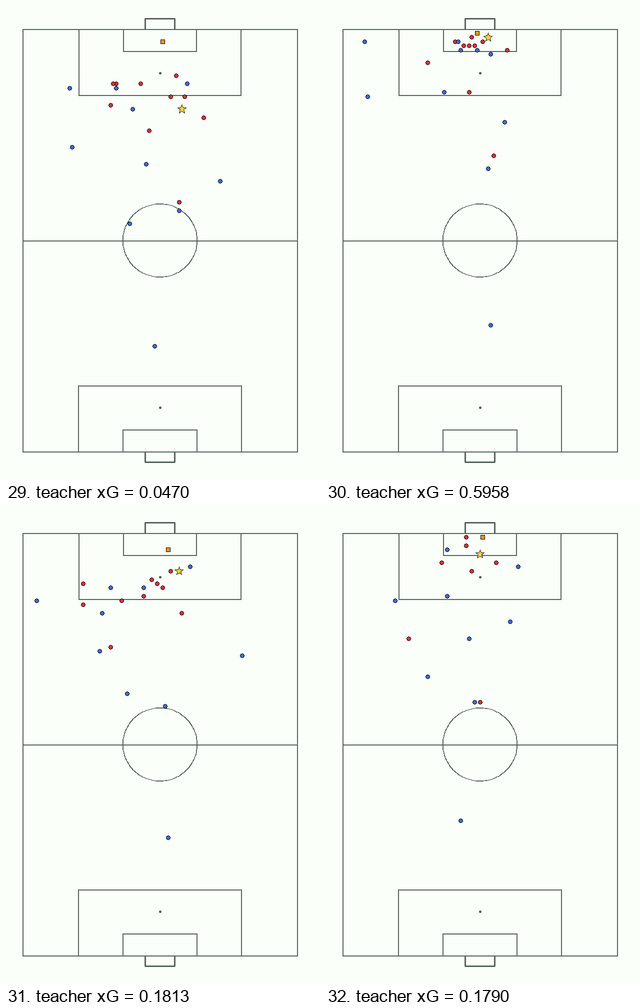 29. teacher xG = 0.0470
30. teacher xG = 0.5958
31. teacher xG = 0.1813
32. teacher xG = 0.1790